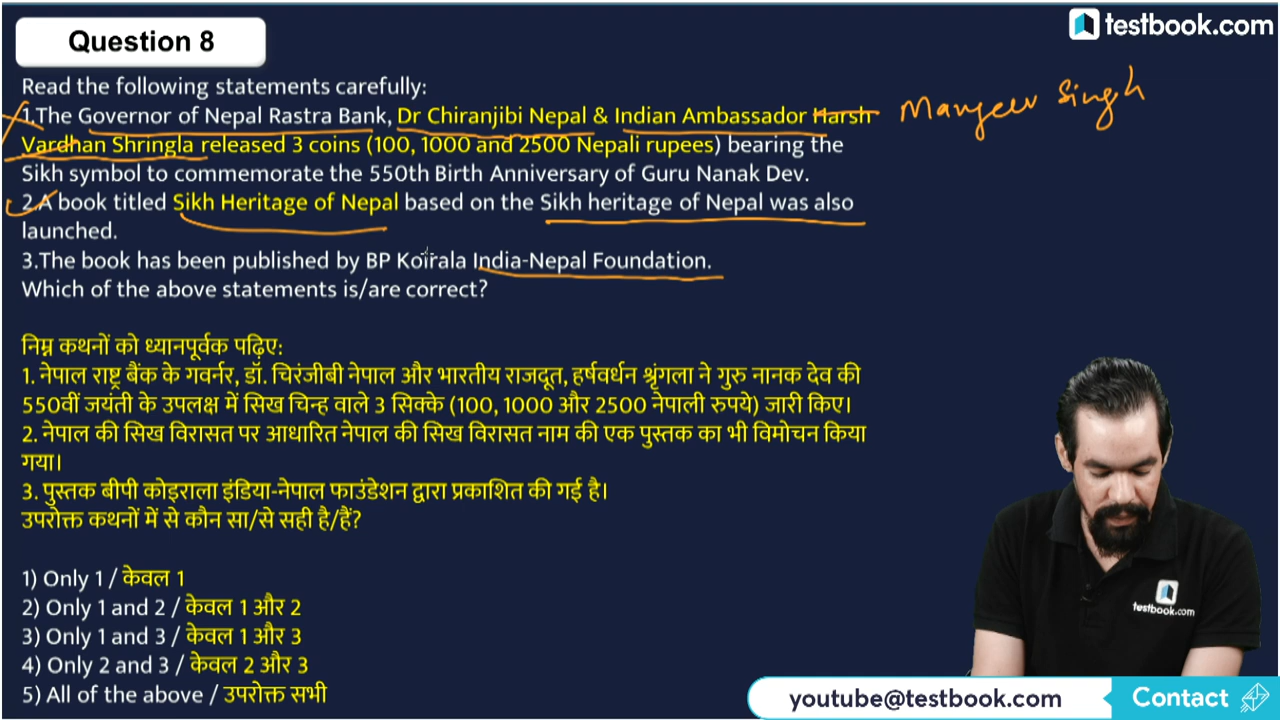 Question 8
testbook.com
Read the following statements carefully:
1.The Governor of Nepal Rastra Bank, Dr Chiranjibi Nepal & Indian Ambassador Harsh
Manjeev Singh
Vardhan Shringla released 3 coins (100, 1000 and 2500 Nepali rupees) bearing the
Sikh symbol to commemorate the 550th Birth Anniversary of Guru Nanak Dev.
2.A book titled Sikh Heritage of Nepal based on the Sikh heritage of Nepal was also
launched.
3.The book has been published by BP Koirala India-Nepal Foundation.
Which of the above statements is/are correct?
निम्न कथनों को ध्यानपूर्वक पढ़िए:
1. नेपाल राष्ट्र बैंक के गवर्नर, डॉ. चिरंजीबी नेपाल और भारतीय राजदूत, हर्षवर्धन श्रृंगला ने गुरु नानक देव की
550वीं जयंती के उपलक्ष में सिख चिन्ह वाले 3 सिक्के (100, 1000 और 2500 नेपाली रुपये) जारी किए।
2. नेपाल की सिख विरासत पर आधारित नेपाल की सिख विरासत नाम की एक पुस्तक का भी विमोचन किया
गया।
3. पुस्तक बीपी कोइराला इंडिया-नेपाल फाउंडेशन द्वारा प्रकाशित की गई है।
उपरोक्त कथनों में से कौन सा/से सही है/हैं?
1) Only 1 / केवल 1
2) Only 1 and 2 / केवल 1 और 2
3) Only 1 and 3 / केवल 1 और 3
4) Only 2 and 3 / केवल 2 और 3
5) All of the above / उपरोक्त सभी
testbook.com
youtube@testbook.com
Contact